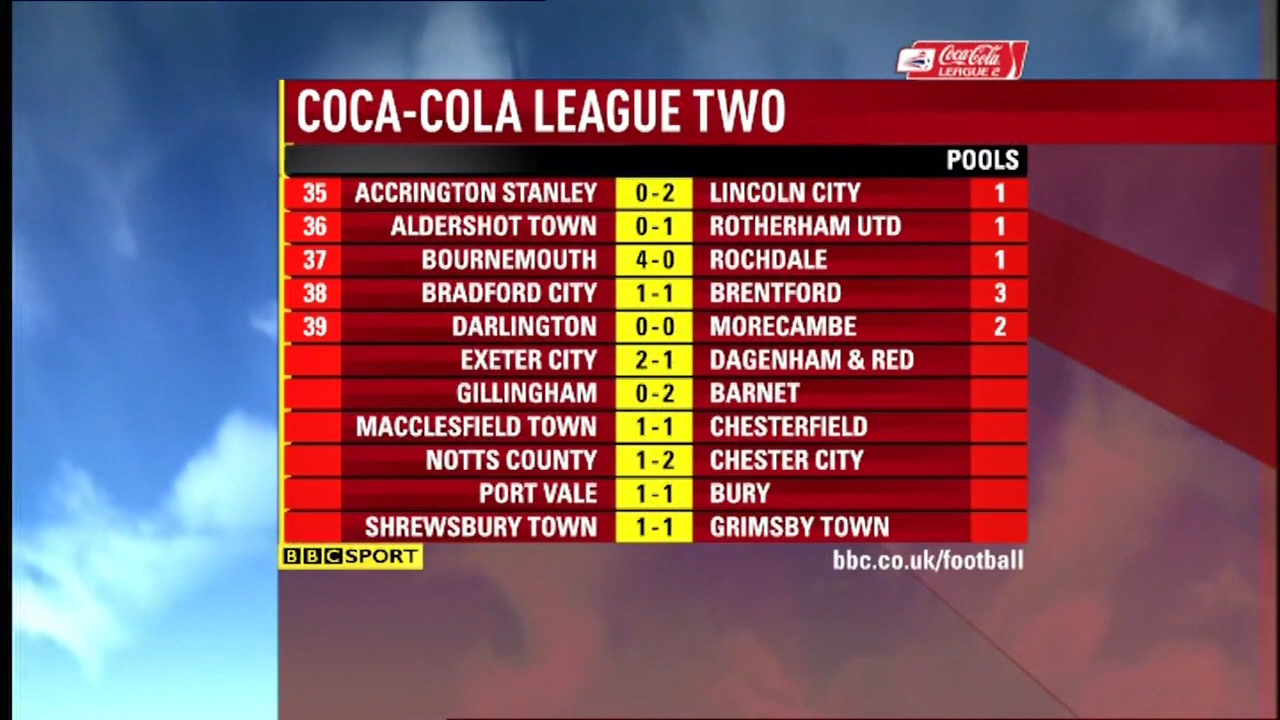 Coca-Cola
LEAGUE 2
COCA-COLA LEAGUE TWO
POOLS
35 ACCRINGTON STANLEY 0-2 LINCOLN CITY 1
36 ALDERSHOT TOWN 0-1 ROTHERHAM UTD 1
37 BOURNEMOUTH 4-0 ROCHDALE 1
38 BRADFORD CITY 1-1 BRENTFORD 3
39 DARLINGTON 0-0 MORECAMBE 2
EXETER CITY 2-1 DAGENHAM & RED
GILLINGHAM 0-2 BARNET
MACCLESFIELD TOWN 1-1 CHESTERFIELD
NOTTS COUNTY 1-2 CHESTER CITY
PORT VALE 1-1 BURY
SHREWSBURY TOWN 1-1 GRIMSBY TOWN
BBC SPORT bbc.co.uk/football